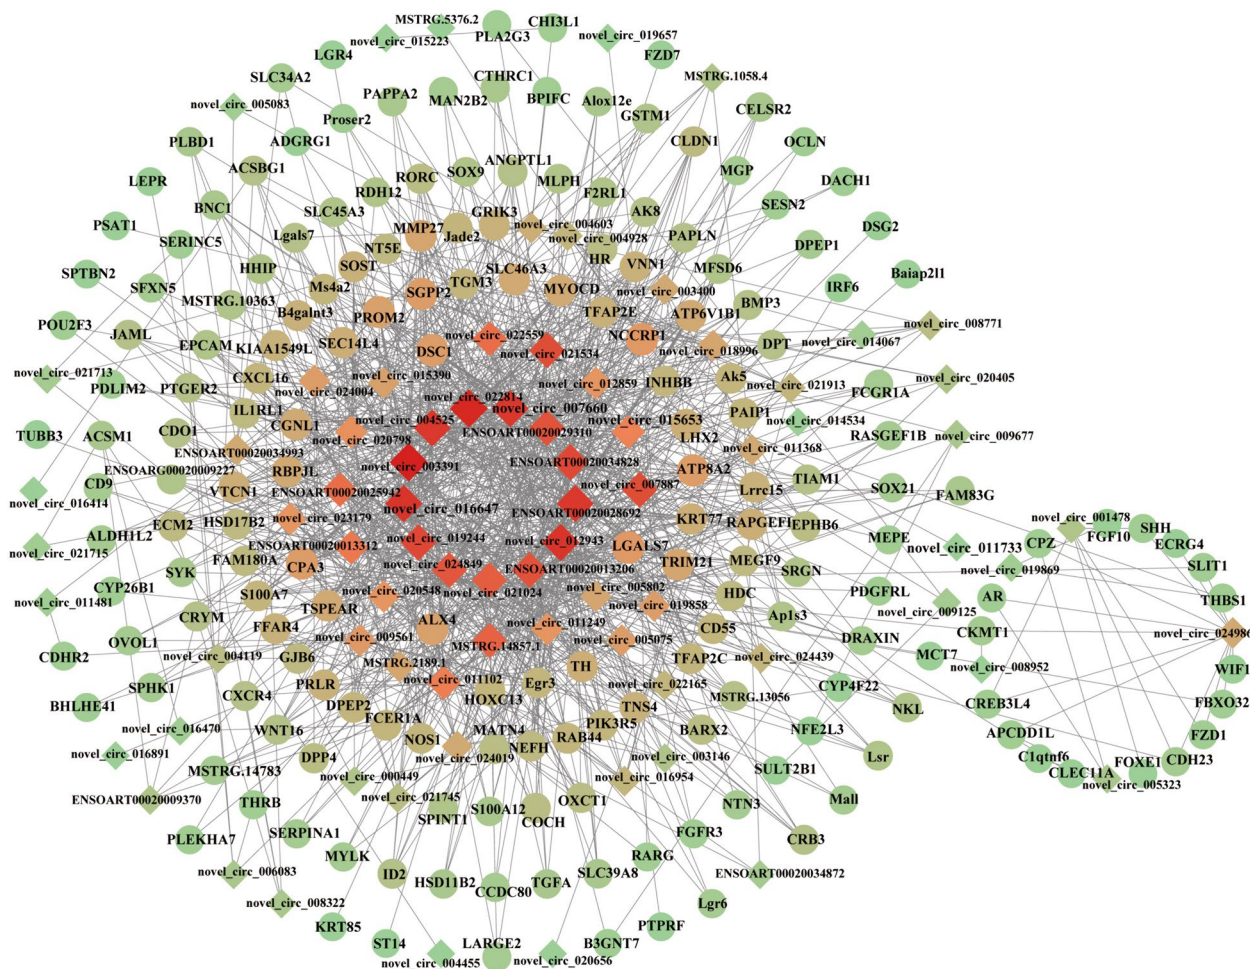 MSTRG.5376.2
CHI3L1
novel_circ_015223
PLA2G3
novel_circ_019657
LGR4
FZD7
SLC34A2
CTHRC1
MSTRG.1058.4
PAPPA2
MAN2B2
BPIFC
Alox12e
CELSR2
novel_circ_005083
Proser2
GSTM1
ADGRG1
CLDN1
OCLN
PLBD1
ANGPTL1
ACSBG1
RORC
SOX9
MLPH
MGP
LEPR
RDH12
F2RL1
DACH1
BNC1
SLC45A3
GRIK3
AK8
SESN2
PSAT1
MMP27
novel_circ_004603
DSG2
SERINC5
Lgals7
NT5E
Jade2
novel_circ_004928
PAPLN
DPEP1
SPTBN2
HHIP
SOST
SLC46A3
HR
VNN1
MFSD6
Baiap2l1
SFXN5
Ms4a2
TGM3
novel_circ_003400
IRF6
MSTRG.10363
SGPP2
MYOCD
BMP3
POU2F3
B4galnt3
PROM2
TFAP2E
ATP6V1B1
novel_circ_008771
JAML
EPCAM
KIAA1549L
SEC14L4
novel_circ_022559
NCCRP1
novel_circ_014067
DSC1
novel_circ_021534
novel_circ_018996
DPT
novel_circ_021713
PDLIM2
PTGER2
CXCL16
novel_circ_015390
novel_circ_012859
INHBB
Ak5
novel_circ_021913
novel_circ_020405
novel_circ_024004
novel_circ_022814
FCGR1A
IL1RL1
novel_circ_007660
PAIP1
novel_circ_014534
TUBB3
ACSM1
CDO1
CGNL1
novel_circ_004525
ENSOART00020029310
novel_circ_015653
RASGEF1B
novel_circ_020798
LHX2
novel_circ_011368
novel_circ_009677
ENSOART00020034993
novel_circ_003391
ENSOART00020034828
ENSOARG00020009227
RBPJL
ATP8A2
CD9
ENSOART00020025942
novel_circ_007887
TIAM1
SOX21
FAM83G
novel_circ_016414
VTCN1
Lrrc15
novel_circ_016647
ENSOART00020028692
novel_circ_001478
ECM2
HSD17B2
novel_circ_023179
KRT77
RAPGEFL
EPHB6
SHH
ALDH1L2
novel_circ_019244
novel_circ_012943
MEPE
novel_circ_011733
CPZ
FGF10
ECRG4
novel_circ_021715
FAM180A
ENSOART00020013312
LGALS7
MEGF9
novel_circ_019869
SLIT1
SYK
CPA3
novel_circ_024849
ENSOART00020013206
TRIM21
SRGN
CYP26B1
novel_circ_020548
novel_circ_021024
novel_circ_005802
PDGFRL
AR
THBS1
S100A7
HDC
novel_circ_009125
novel_circ_011481
CRYM
TSPEAR
novel_circ_019858
Ap1s3
FFAR4
ALX4
novel_circ_011249
CD55
CKMT1
novel_circ_024986
OVOL1
novel_circ_009561
novel_circ_005075
DRAXIN
MCT7
novel_circ_004119
MSTRG.14857.1
CDHR2
GJB6
MSTRG.2189.1
TH
TFAP2C
novel_circ_024439
novel_circ_008952
WIF1
SPHK1
PRLR
novel_circ_011102
Egr3
novel_circ_022165
CYP4F22
CXCR4
HOXC13
MSTRG.13056
NKL
CREB3L4
FBXO32
BHLHE41
DPEP2
FCER1A
TNS4
novel_circ_016470
PIK3R5
NFE2L3
APCDD1L
FZD1
WNT16
NOS1
MATN4
RAB44
BARX2
novel_circ_016891
DPP4
novel_circ_024019
NEFH
novel_circ_003146
Lsr
C1qtnf6
FOXE1
CDH23
MSTRG.14783
SULT2B1
CLEC11A
novel_circ_005323
ENSOART00020009370
novel_circ_000449
novel_circ_016954
THRB
novel_circ_021745
S100A12
OXCT1
NTN3
Mall
SERPINA1
SPINT1
COCH
PLEKHA7
FGFR3
CRB3
MYLK
RARG
novel_circ_006083
ID2
HSD11B2
CCDC80
TGFA
SLC39A8
ENSOART00020034872
novel_circ_008322
Lgr6
KRT85
PTPRF
ST14
LARGE2
B3GNT7
novel_circ_004455
novel_circ_020656